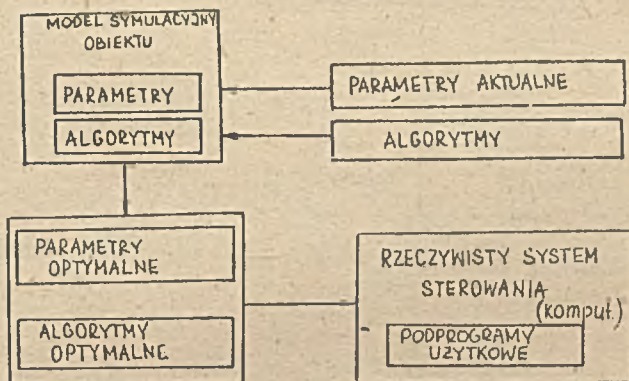 MODEL SYMULACYJNY
OBIEKTU
PARAMETRY
ALGORYTMY
PARAMETRY AKTUALNE
ALGORYTMY
PARAMETRY
OPTYMALNE
ALGORYTMY
OPTYMALNE
RZECZYWISTY SYSTEM
STEROWANIA
(komput.)
PODPROGRAMY
UŻYTKOWE